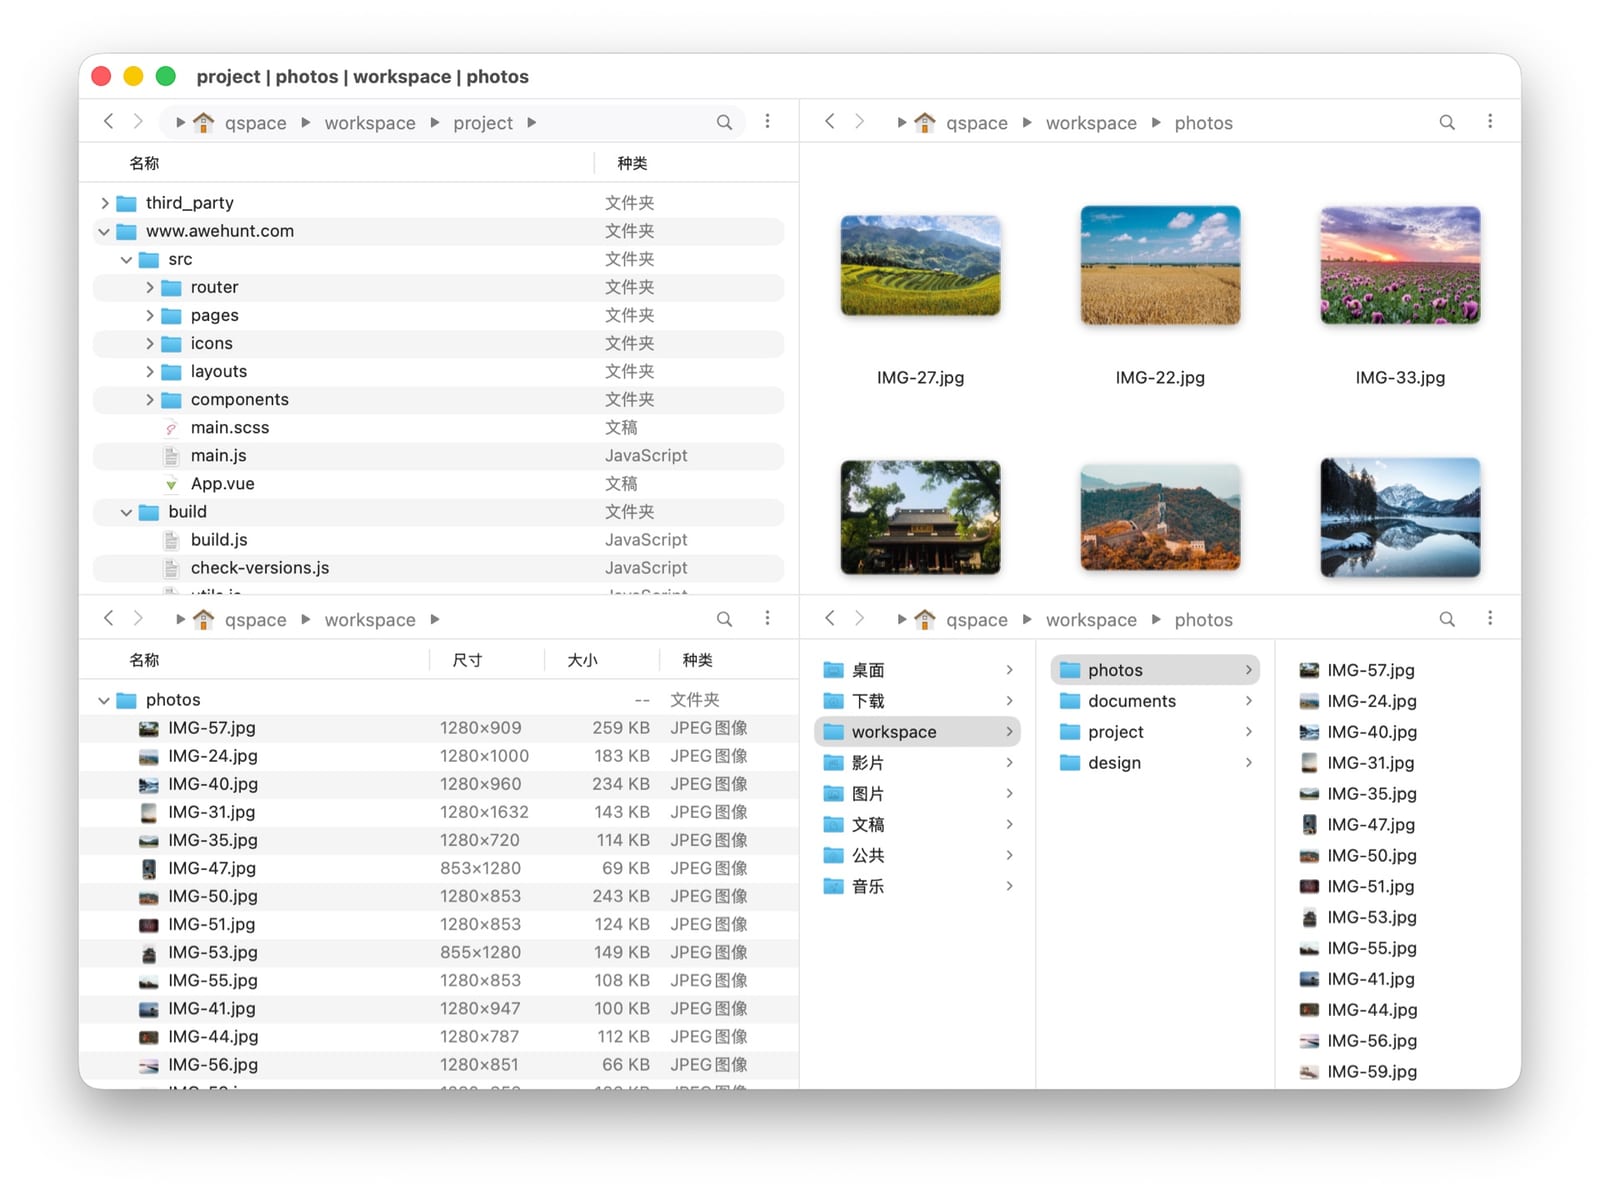 project | photos | workspace | photos
qspace workspace project
名称 种类
third_party 文件夹
www.awehunt.com 文件夹
src 文件夹
router 文件夹
pages 文件夹
icons 文件夹
layouts 文件夹
components 文件夹
main.scss 文稿
main.js JavaScript
App.vue 文稿
build 文件夹
build.js JavaScript
check-versions.js JavaScript
qspace workspace photos
IMG-27.jpg IMG-22.jpg IMG-33.jpg
qspace workspace
名称 尺寸 大小 种类
photos -- 文件夹
IMG-57.jpg 1280×909 259 KB JPEG图像
IMG-24.jpg 1280×1000 183 KB JPEG图像
IMG-40.jpg 1280×960 234 KB JPEG图像
IMG-31.jpg 1280×1632 143 KB JPEG图像
IMG-35.jpg 1280×720 114 KB JPEG图像
IMG-47.jpg 853×1280 69 KB JPEG图像
IMG-50.jpg 1280×853 243 KB JPEG图像
IMG-51.jpg 1280×853 124 KB JPEG图像
IMG-53.jpg 855×1280 149 KB JPEG图像
IMG-55.jpg 1280×853 108 KB JPEG图像
IMG-41.jpg 1280×947 100 KB JPEG图像
IMG-44.jpg 1280×787 112 KB JPEG图像
IMG-56.jpg 1280×851 66 KB JPEG图像
qspace workspace photos
桌面
下载
workspace
影片
图片
文稿
公共
音乐
photos
documents
project
design
IMG-57.jpg
IMG-24.jpg
IMG-40.jpg
IMG-31.jpg
IMG-35.jpg
IMG-47.jpg
IMG-50.jpg
IMG-51.jpg
IMG-53.jpg
IMG-55.jpg
IMG-41.jpg
IMG-44.jpg
IMG-56.jpg
IMG-59.jpg